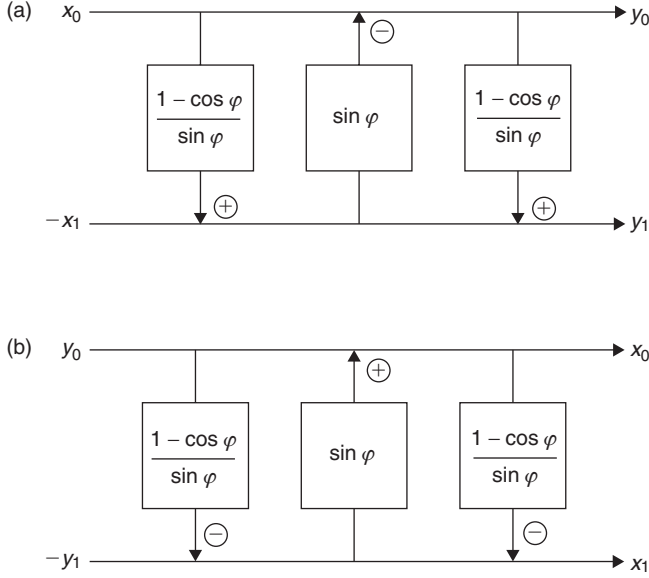 (a) x₀ y₀
⊖
1 − cos φ
sin φ
sin φ
1 − cos φ
sin φ
⊕ ⊕
−x₁ y₁
(b) y₀ x₀
⊕
1 − cos φ
sin φ
sin φ
1 − cos φ
sin φ
⊖ ⊖
−y₁ x₁